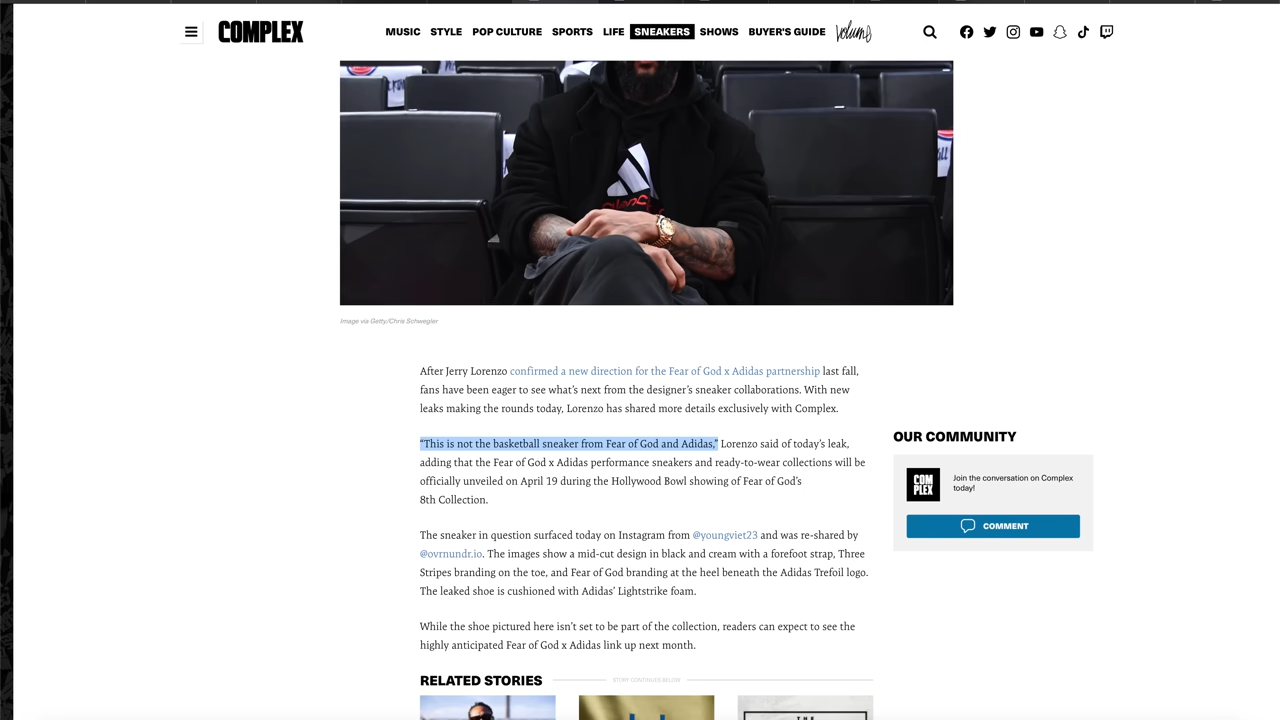 COMPLEX
MUSIC STYLE POP CULTURE SPORTS LIFE SNEAKERS SHOWS BUYER'S GUIDE Volume
Image via Getty/Chris Schwegler
After Jerry Lorenzo confirmed a new direction for the Fear of God x Adidas partnership last fall,
fans have been eager to see what's next from the designer's sneaker collaborations. With new
leaks making the rounds today, Lorenzo has shared more details exclusively with Complex.
“This is not the basketball sneaker from Fear of God and Adidas,” Lorenzo said of today's leak,
adding that the Fear of God x Adidas performance sneakers and ready-to-wear collections will be
officially unveiled on April 19 during the Hollywood Bowl showing of Fear of God's
8th Collection.
The sneaker in question surfaced today on Instagram from @youngviet23 and was re-shared by
@ovrnundr.io. The images show a mid-cut design in black and cream with a forefoot strap, Three
Stripes branding on the toe, and Fear of God branding at the heel beneath the Adidas Trefoil logo.
The leaked shoe is cushioned with Adidas' Lightstrike foam.
While the shoe pictured here isn't set to be part of the collection, readers can expect to see the
highly anticipated Fear of God x Adidas link up next month.
OUR COMMUNITY
COM
PLEX
Join the conversation on Complex
today!
COMMENT
RELATED STORIES
STORY CONTINUES BELOW
THE